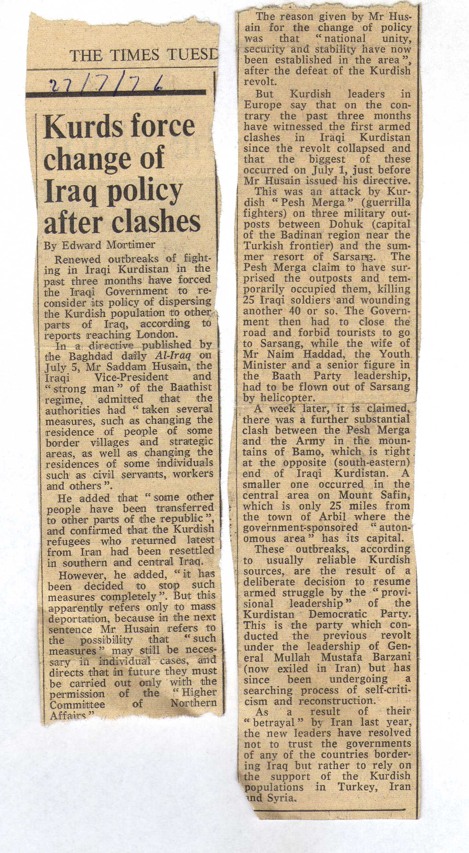 THE TIMES TUESD
27/7/76
Kurds force
change of
Iraq policy
after clashes
By Edward Mortimer
Renewed outbreaks of fight-
ing in Iraqi Kurdistan in the
past three months have forced
the Iraqi Government to re-
consider its policy of dispersing
the Kurdish population to other
parts of Iraq, according to
reports reaching London.
In a directive published by
the Baghdad daily Al-Iraq on
July 5, Mr Saddam Husain, the
Iraqi Vice-President and
"strong man" of the Baathist
regime, admitted that the
authorities had "taken several
measures, such as changing the
residence of people of some
border villages and strategic
areas, as well as changing the
residences of some individuals
such as civil servants, workers
and others".
He added that "some other
people have been transferred
to other parts of the republic",
and confirmed that the Kurdish
refugees who returned latest
from Iran had been resettled
in southern and central Iraq.
However, he added, "it has
been decided to stop such
measures completely". But this
apparently refers only to mass
deportation, because in the next
sentence Mr Husain refers to
the possibility that "such
measures" may still be neces-
sary in individual cases, and
directs that in future they must
be carried out only with the
permission of the "Higher
Committee of Northern
Affairs"
The reason given by Mr Hus-
ain for the change of policy
was that "national unity,
security and stability have now
been established in the area",
after the defeat of the Kurdish
revolt.
But Kurdish leaders in
Europe say that on the con-
trary the past three months
have witnessed the first armed
clashes in Iraqi Kurdistan
since the revolt collapsed and
that the biggest of these
occurred on July 1, just before
Mr Husain issued his directive.
This was an attack by Kur-
dish "Pesh Merga" (guerrilla
fighters) on three military out-
posts between Dohuk (capital
of the Badinan region near the
Turkish frontier) and the sum-
mer resort of Sarsang. The
Pesh Merga claim to have sur-
prised the outposts and tem-
porarily occupied them, killing
25 Iraqi soldiers and wounding
another 40 or so. The Govern-
ment then had to close the
road and forbid tourists to go
to Sarsang, while the wife of
Mr Naim Haddad, the Youth
Minister and a senior figure in
the Baath Party leadership,
had to be flown out of Sarsang
by helicopter.
A week later, it is claimed,
there was a further substantial
clash between the Pesh Merga
and the Army in the moun-
tains of Bamo, which is right
at the opposite (south-eastern)
end of Iraqi Kurdistan. A
smaller one occurred in the
central area on Mount Safin,
which is only 25 miles from
the town of Arbil where the
government-sponsored "auton-
omous area" has its capital.
These outbreaks, according
to usually reliable Kurdish
sources, are the result of a
deliberate decision to resume
armed struggle by the "provi-
sional leadership" of the
Kurdistan Democratic Party.
This is the party which con-
ducted the previous revolt
under the leadership of Gen-
eral Mullah Mustafa Barzani
(now exiled in Iran) but has
since been undergoing a
searching process of self-criti-
cism and reconstruction.
As a result of their
"betrayal" by Iran last year,
the new leaders have resolved
not to trust the governments
of any of the countries border-
ing Iraq but rather to rely on
the support of the Kurdish
populations in Turkey, Iran
and Syria.